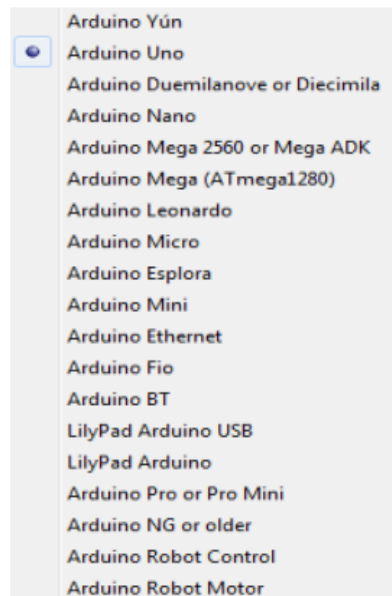 Arduino Yún
Arduino Uno
Arduino Duemilanove or Diecimila
Arduino Nano
Arduino Mega 2560 or Mega ADK
Arduino Mega (ATmega1280)
Arduino Leonardo
Arduino Micro
Arduino Esplora
Arduino Mini
Arduino Ethernet
Arduino Fio
Arduino BT
LilyPad Arduino USB
LilyPad Arduino
Arduino Pro or Pro Mini
Arduino NG or older
Arduino Robot Control
Arduino Robot Motor